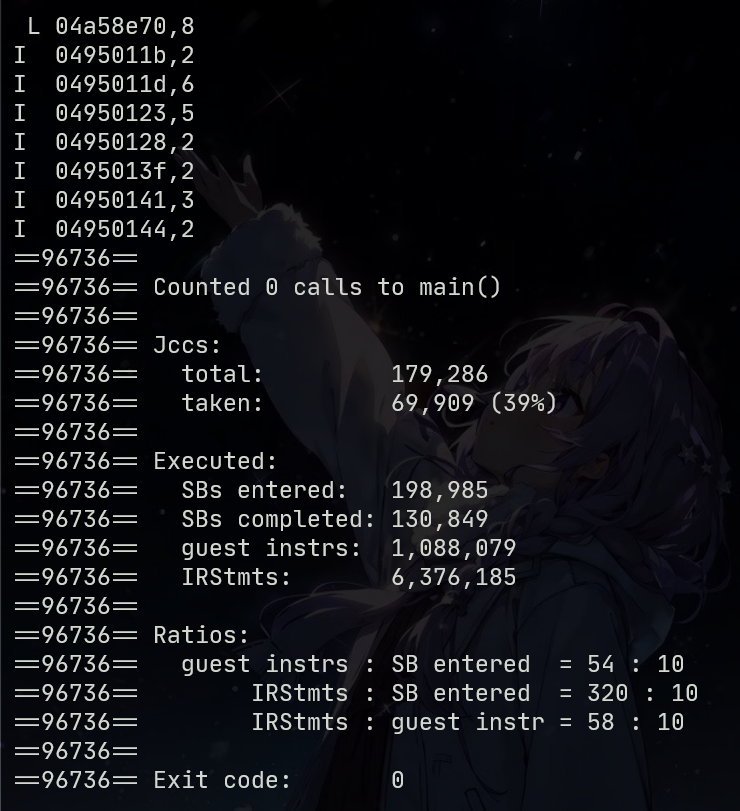 L 04a58e70,8
I  0495011b,2
I  0495011d,6
I  04950123,5
I  04950128,2
I  0495013f,2
I  04950141,3
I  04950144,2
==96736==
==96736== Counted 0 calls to main()
==96736==
==96736== Jccs:
==96736==   total:         179,286
==96736==   taken:         69,909 (39%)
==96736==
==96736== Executed:
==96736==   SBs entered:   198,985
==96736==   SBs completed: 130,849
==96736==   guest instrs:  1,088,079
==96736==   IRStmts:       6,376,185
==96736==
==96736== Ratios:
==96736==   guest instrs : SB entered  = 54 : 10
==96736==        IRStmts : SB entered  = 320 : 10
==96736==        IRStmts : guest instr = 58 : 10
==96736==
==96736== Exit code:       0